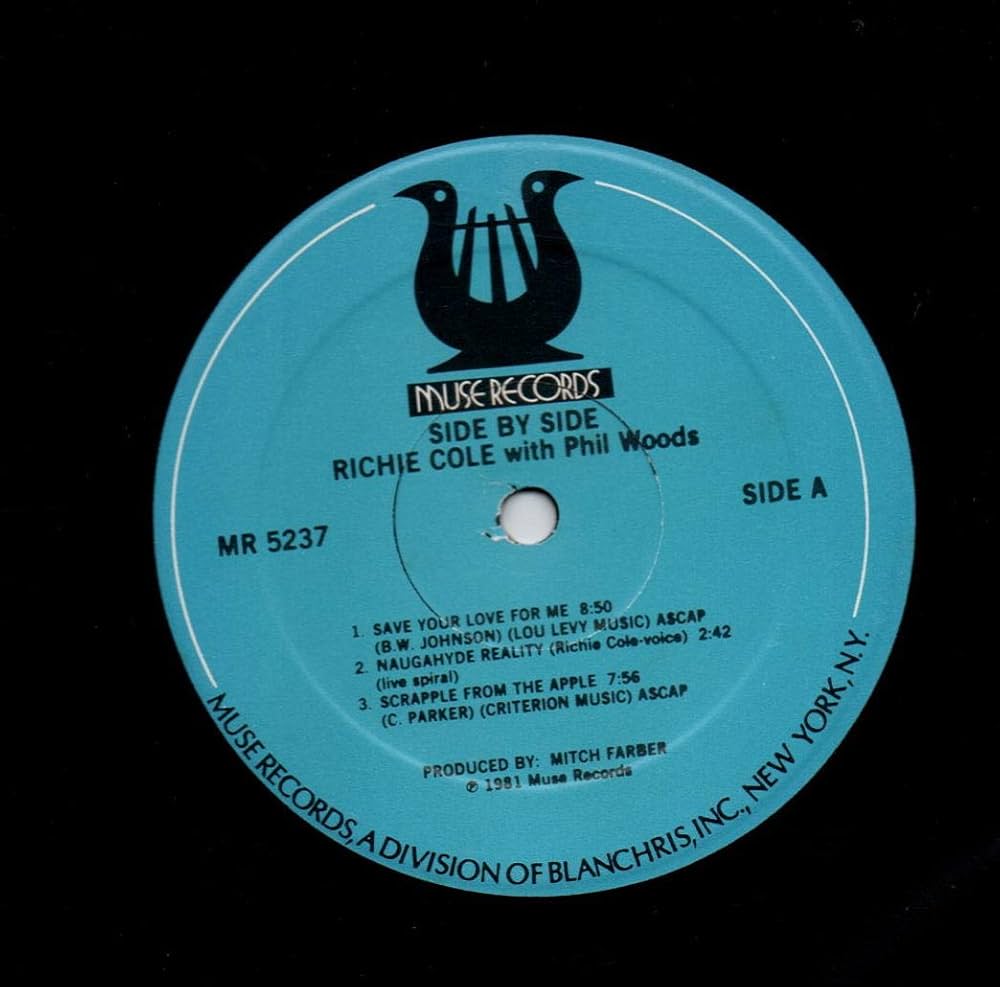 MUSE RECORDS
SIDE BY SIDE
RICHIE COLE with Phil Woods
SIDE A
MR 5237
1. SAVE YOUR LOVE FOR ME 8:50
(B.W. JOHNSON) (LOU LEVY MUSIC) ASCAP
2. NAUGAHYDE REALITY (Richie Cole-voice) 2:42
(live spiral)
3. SCRAPPLE FROM THE APPLE 7:56
(C. PARKER) (CRITERION MUSIC) ASCAP
PRODUCED BY: MITCH FARBER
℗ 1981 Muse Records
MUSE RECORDS, A DIVISION OF BLANCHRIS, INC., NEW YORK, N.Y.